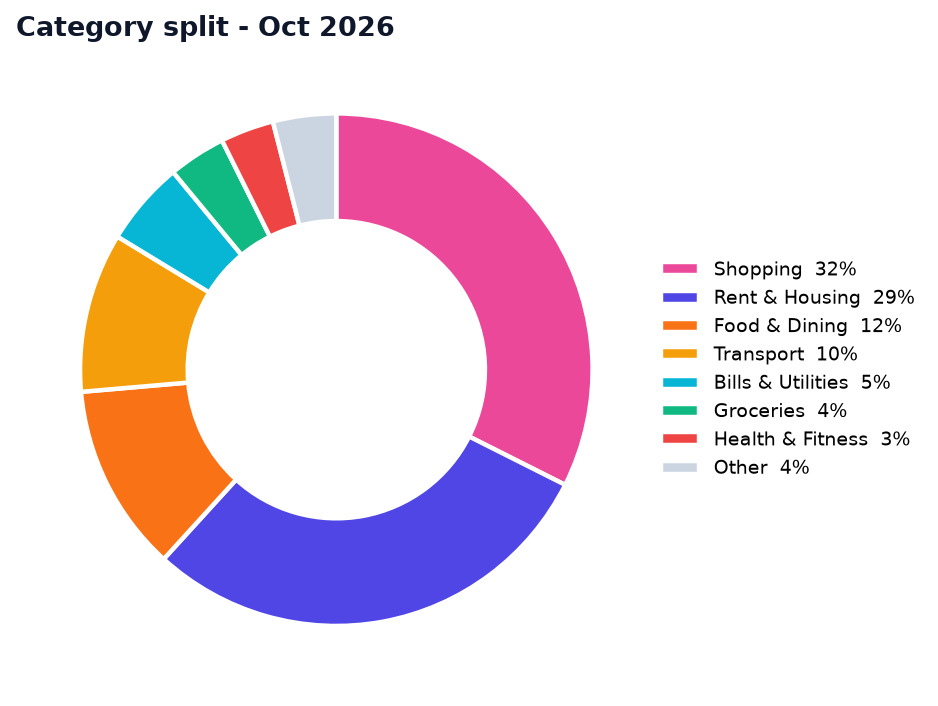 Category split - Oct 2026
Shopping  32%
Rent & Housing  29%
Food & Dining  12%
Transport  10%
Bills & Utilities  5%
Groceries  4%
Health & Fitness  3%
Other  4%